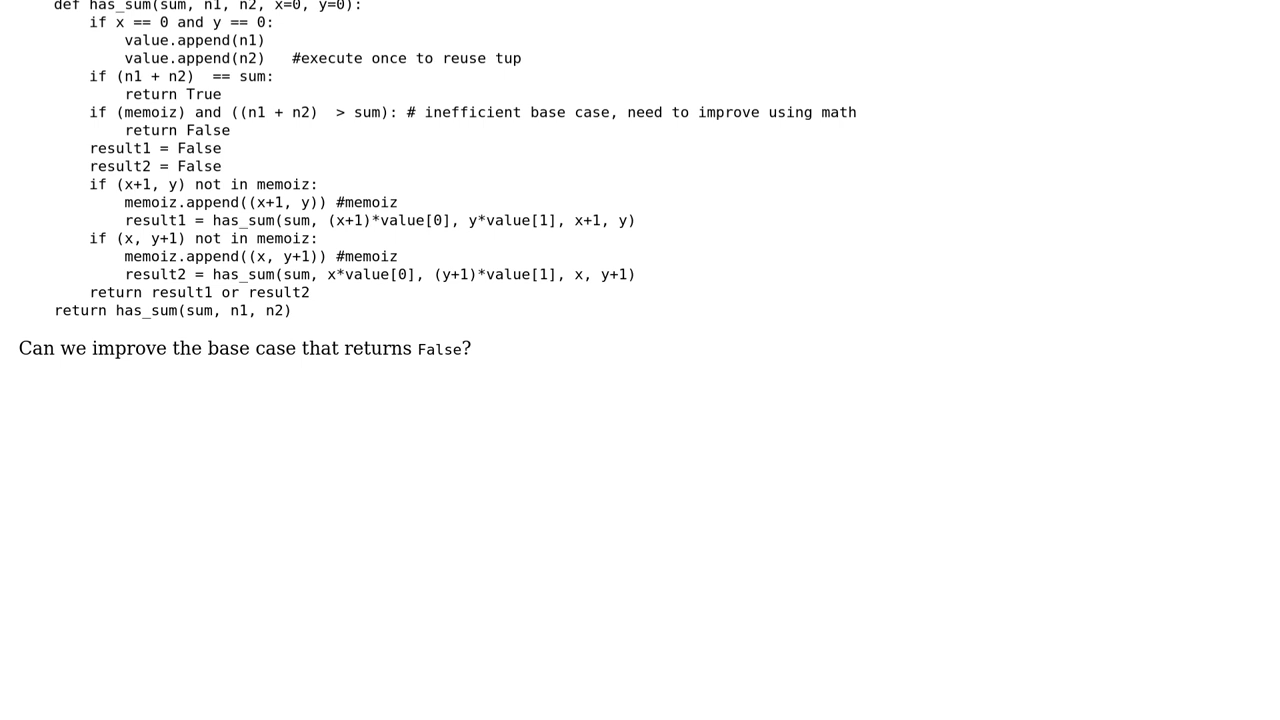 def has_sum(sum, n1, n2, x=0, y=0):
        if x == 0 and y == 0:
            value.append(n1)
            value.append(n2)   #execute once to reuse tup
        if (n1 + n2)  == sum:
            return True
        if (memoiz) and ((n1 + n2)  > sum): # inefficient base case, need to improve using math
            return False
        result1 = False
        result2 = False
        if (x+1, y) not in memoiz:
            memoiz.append((x+1, y)) #memoiz
            result1 = has_sum(sum, (x+1)*value[0], y*value[1], x+1, y)
        if (x, y+1) not in memoiz:
            memoiz.append((x, y+1)) #memoiz
            result2 = has_sum(sum, x*value[0], (y+1)*value[1], x, y+1)
        return result1 or result2
    return has_sum(sum, n1, n2)
Can we improve the base case that returns False?